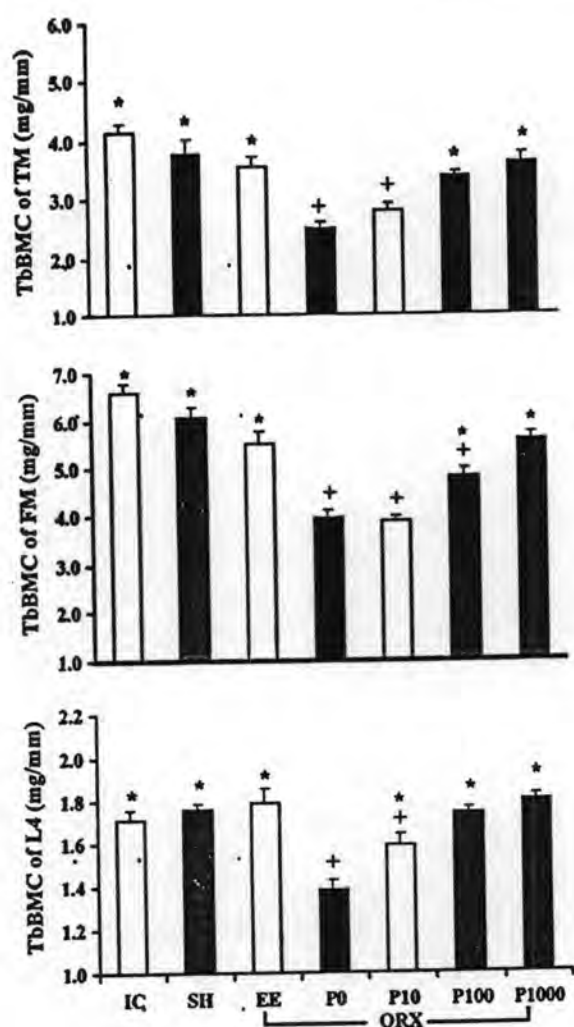 TbBMC of TM (mg/mm)
6.0
5.0
4.0
3.0
2.0
1.0
* * * + + * *
TbBMC of FM (mg/mm)
7.0
6.0
5.0
4.0
3.0
2.0
1.0
* * * + + * + *
TbBMC of L4 (mg/mm)
2.2
2.0
1.8
1.6
1.4
1.2
1.0
* * * + * + * *
IC SH EE P0 P10 P100 P1000
ORX